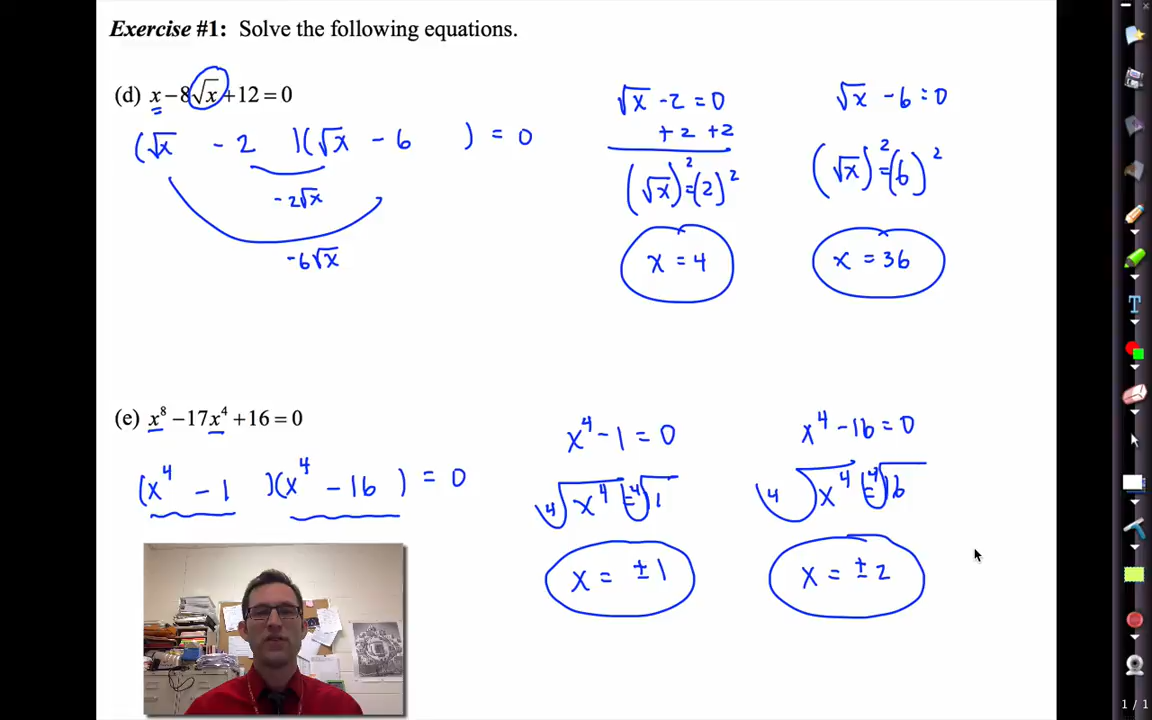 Exercise #1: Solve the following equations.
(d) x − 8√x + 12 = 0
(√x − 2 )(√x − 6 ) = 0
−2√x
−6√x
√x − 2 = 0
+2 +2
(√x)² = (2)²
x = 4
√x − 6 = 0
(√x)² = (6)²
x = 36
(e) x⁸ − 17x⁴ + 16 = 0
(x⁴ − 1 )(x⁴ − 16 ) = 0
x⁴ − 1 = 0
⁴√x⁴ = ⁴√1
x = ±1
x⁴ − 16 = 0
⁴√x⁴ = ⁴√16
x = ±2
T
1 / 1